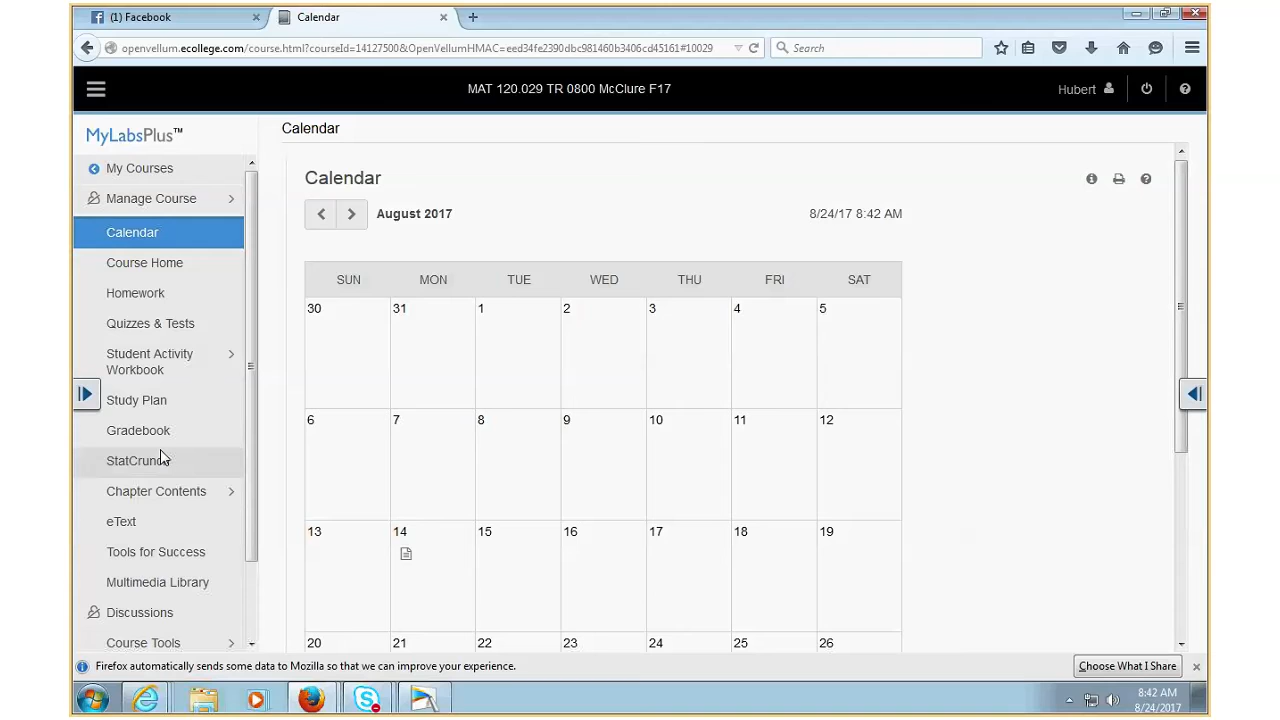 (1) Facebook
Calendar
openvellum.ecollege.com/course.html?courseId=14127500&OpenVellumHMAC=eed34fe2390dbc981460b3406cd45161#10029
Search
MAT 120.029 TR 0800 McClure F17
Hubert
MyLabsPlus™
My Courses
Manage Course
Calendar
Course Home
Homework
Quizzes & Tests
Student Activity
Workbook
Study Plan
Gradebook
Chapter Contents
eText
Tools for Success
Multimedia Library
Discussions
Course Tools
Calendar
Calendar
August 2017
8/24/17 8:42 AM
SUN MON TUE WED THU FRI SAT
30 31 1 2 3 4 5
6 7 8 9 10 11 12
13 14 15 16 17 18 19
20 21 22 23 24 25 26
Firefox automatically sends some data to Mozilla so that we can improve your experience.
Choose What I Share
8:42 AM
8/24/2017